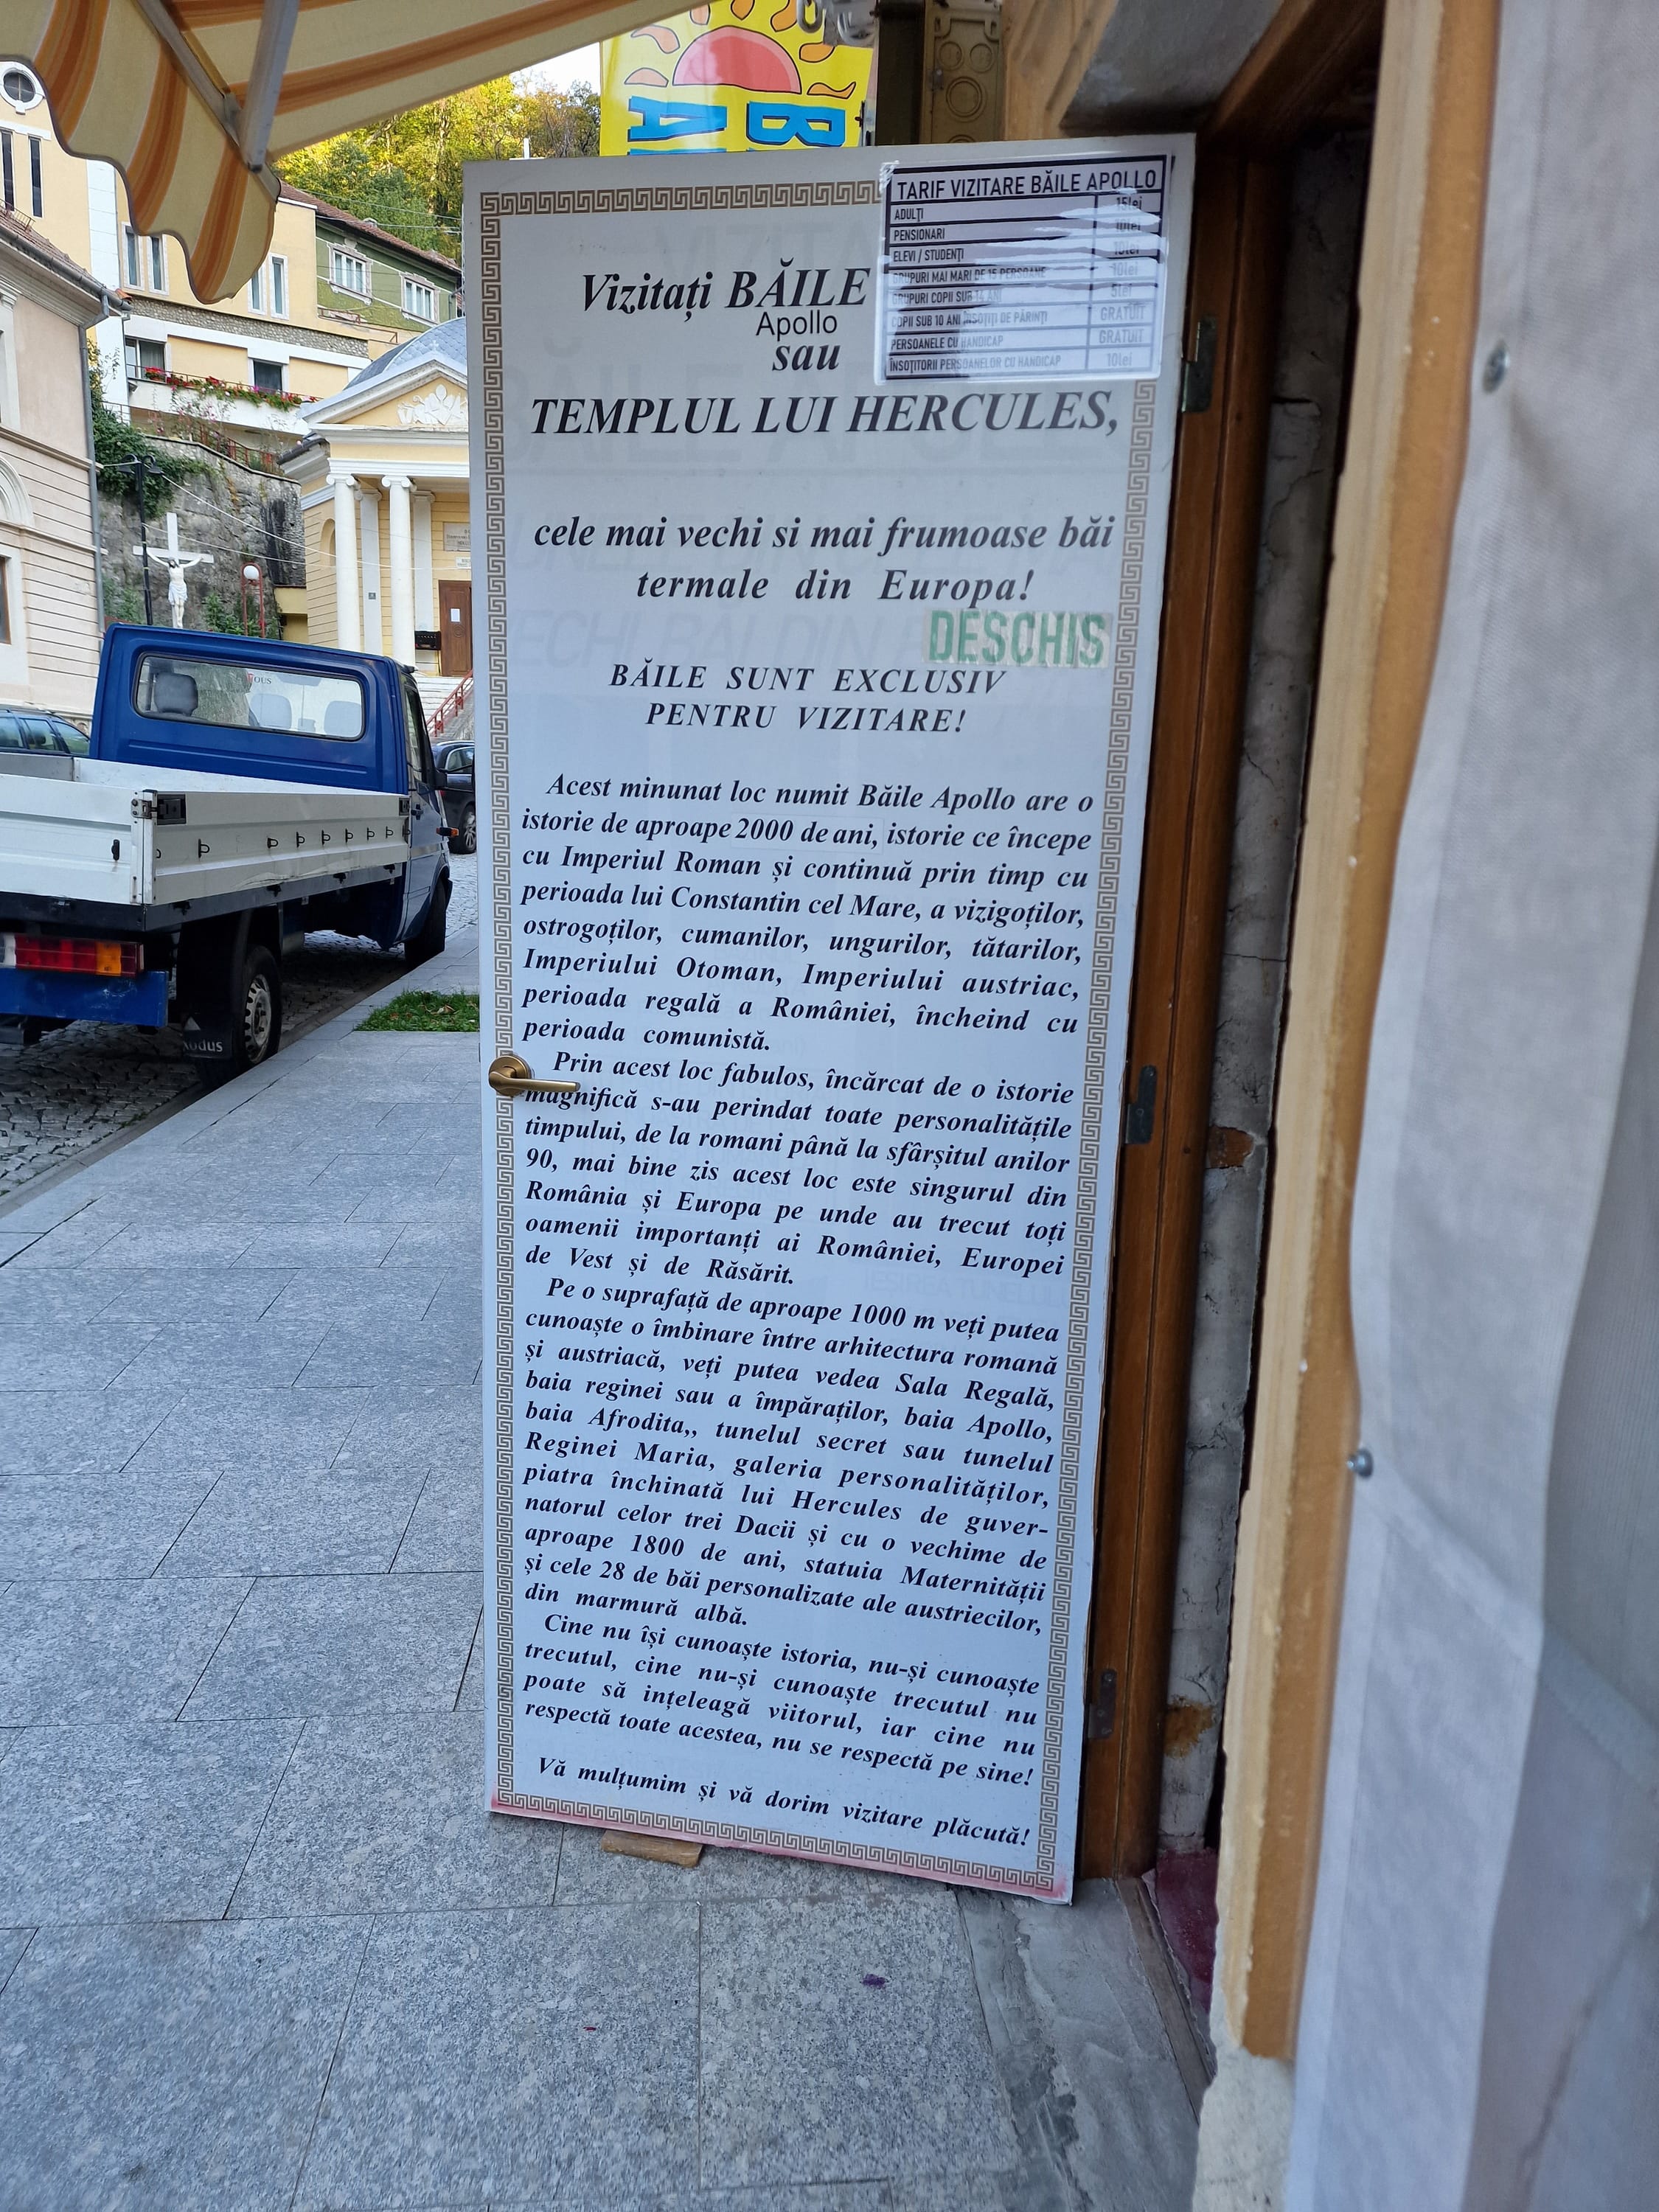 TARIF VIZITARE BĂILE APOLLO
ADULȚI 15lei
PENSIONARI 10lei
ELEVI / STUDENȚI 10lei
GRUPURI MAI MARI DE 15 PERSOANE 10lei
GRUPURI COPII SUB 14 ANI 5lei
COPII SUB 10 ANI ÎNSOȚIȚI DE PĂRINȚI GRATUIT
PERSOANELE CU HANDICAP GRATUIT
ÎNSOȚITORII PERSOANELOR CU HANDICAP 10lei
Vizitați BĂILE
Apollo
sau
TEMPLUL LUI HERCULES,
cele mai vechi si mai frumoase băi
termale din Europa!
DESCHIS
BĂILE SUNT EXCLUSIV
PENTRU VIZITARE!
Acest minunat loc numit Băile Apollo are o
istorie de aproape 2000 de ani, istorie ce începe
cu Imperiul Roman și continuă prin timp cu
perioada lui Constantin cel Mare, a vizigoților,
ostrogoților, cumanilor, ungurilor, tătarilor,
Imperiului Otoman, Imperiului austriac,
perioada regală a României, încheind cu
perioada comunistă.
Prin acest loc fabulos, încărcat de o istorie
magnifică s-au perindat toate personalitățile
timpului, de la romani până la sfârșitul anilor
90, mai bine zis acest loc este singurul din
România și Europa pe unde au trecut toți
oamenii importanți ai României, Europei
de Vest și de Răsărit.
Pe o suprafață de aproape 1000 m veți putea
cunoaște o îmbinare între arhitectura romană
și austriacă, veți putea vedea Sala Regală,
baia reginei sau a împăraților, baia Apollo,
baia Afrodita,, tunelul secret sau tunelul
Reginei Maria, galeria personalităților,
piatra închinată lui Hercules de guver-
natorul celor trei Dacii și cu o vechime de
aproape 1800 de ani, statuia Maternității
și cele 28 de băi personalizate ale austriecilor,
din marmură albă.
Cine nu își cunoaște istoria, nu-și cunoaște
trecutul, cine nu-și cunoaște trecutul nu
poate să ințeleagă viitorul, iar cine nu
respectă toate acestea, nu se respectă pe sine!
Vă mulțumim și vă dorim vizitare plăcută!